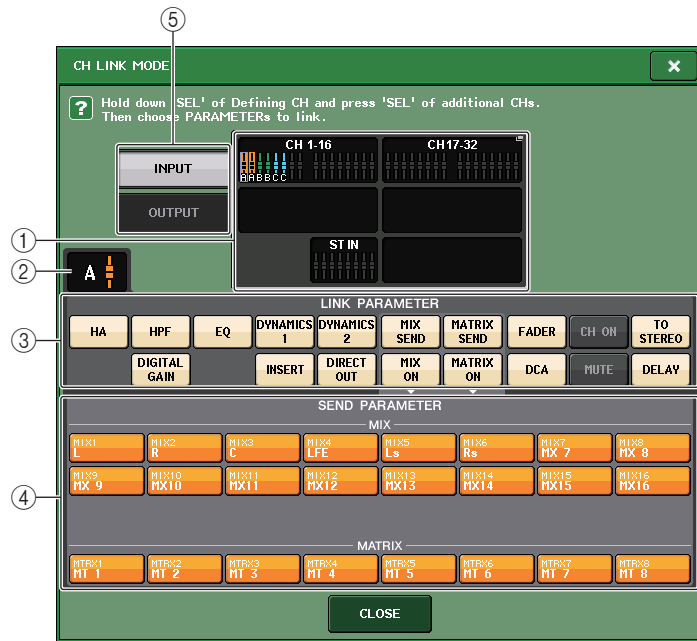 ⑤
CH LINK MODE
? Hold down 'SEL' of Defining CH and press 'SEL' of additional CHs.
Then choose PARAMETERs to link.
INPUT
OUTPUT
CH 1-16
CH17-32
A A B B C C
ST IN
①
②
A
③
LINK PARAMETER
HA
HPF
EQ
DYNAMICS
1
DYNAMICS
2
MIX
SEND
MATRIX
SEND
FADER
CH ON
TO
STEREO
DIGITAL
GAIN
INSERT
DIRECT
OUT
MIX
ON
MATRIX
ON
DCA
MUTE
DELAY
④
SEND PARAMETER
MIX
MIX1
L
MIX2
R
MIX3
C
MIX4
LFE
MIX5
Ls
MIX6
Rs
MIX7
MX 7
MIX8
MX 8
MIX9
MX 9
MIX10
MX10
MIX11
MX11
MIX12
MX12
MIX13
MX13
MIX14
MX14
MIX15
MX15
MIX16
MX16
MATRIX
MTRX1
MT 1
MTRX2
MT 2
MTRX3
MT 3
MTRX4
MT 4
MTRX5
MT 5
MTRX6
MT 6
MTRX7
MT 7
MTRX8
MT 8
CLOSE